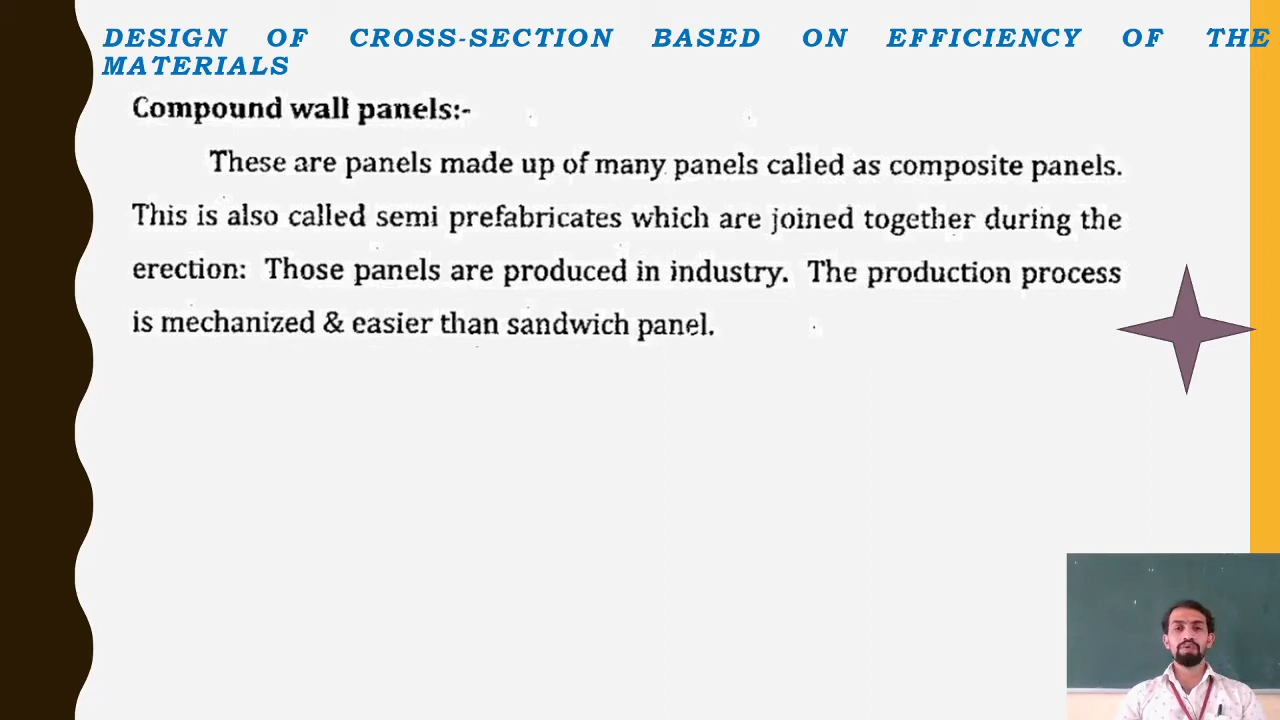 DESIGN OF CROSS-SECTION BASED ON EFFICIENCY OF THE
MATERIALS
Compound wall panels:-
These are panels made up of many panels called as composite panels.
This is also called semi prefabricates which are joined together during the
erection: Those panels are produced in industry. The production process
is mechanized & easier than sandwich panel.